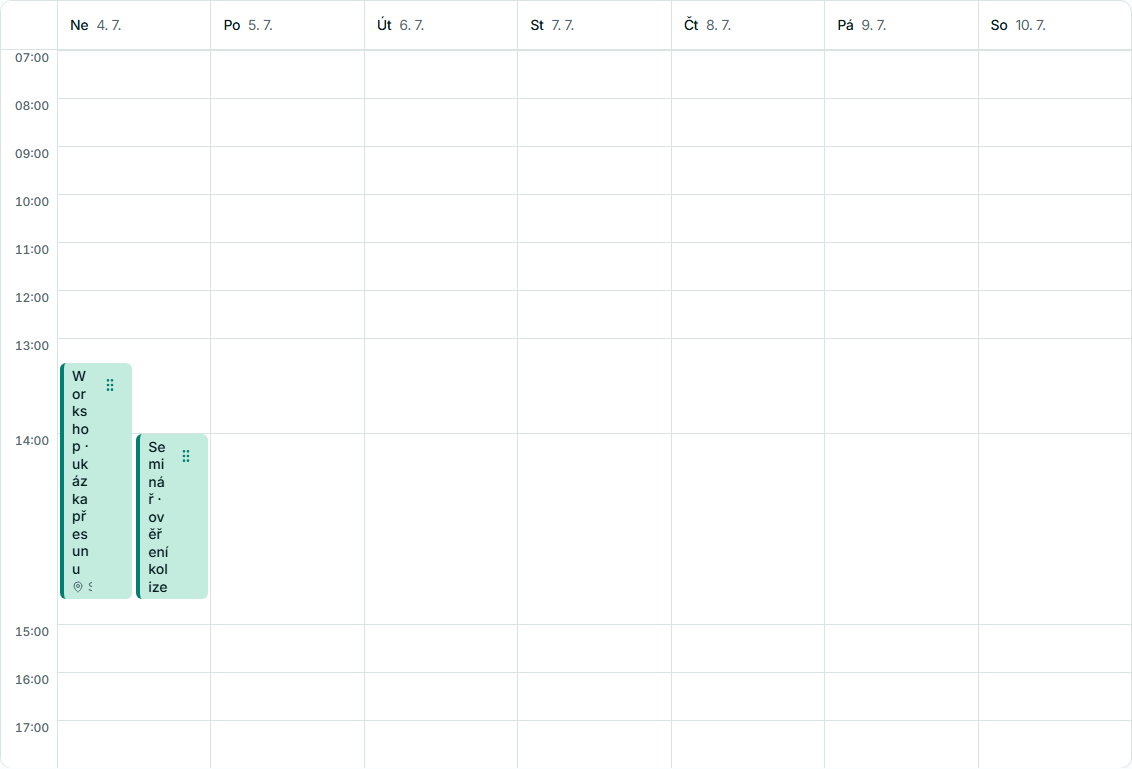 Ne 4. 7.
Po 5. 7.
Út 6. 7.
St 7. 7.
Čt 8. 7.
Pá 9. 7.
So 10. 7.
07:00
08:00
09:00
10:00
11:00
12:00
13:00
W
or
ks
ho
p ·
uk
áz
ka
př
es
un
u
14:00
Se
mi
ná
ř ·
ov
ěř
ení
kol
ize
15:00
16:00
17:00